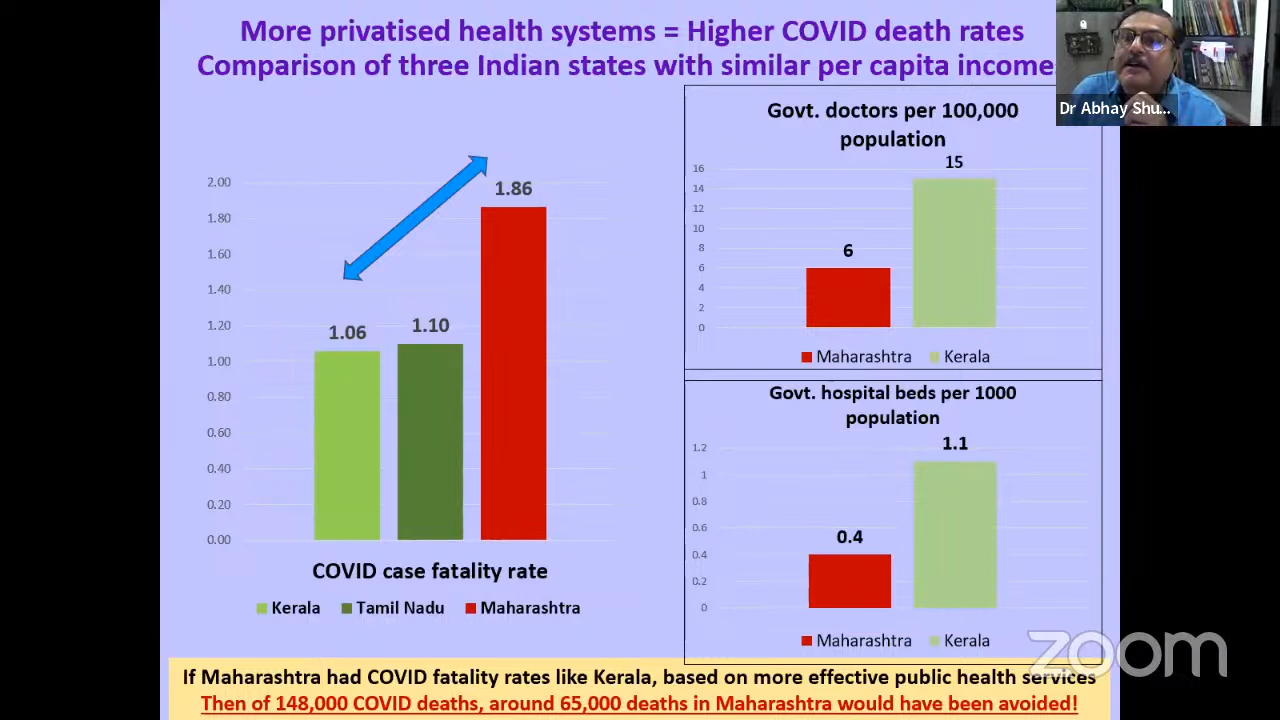 More privatised health systems = Higher COVID death rates
Comparison of three Indian states with similar per capita income
Dr Abhay Shu...
2.00
1.80
1.60
1.40
1.20
1.00
0.80
0.60
0.40
0.20
0.00
1.06
1.10
1.86
COVID case fatality rate
Kerala
Tamil Nadu
Maharashtra
Govt. doctors per 100,000
population
16
14
12
10
8
6
4
2
0
6
15
Maharashtra
Kerala
Govt. hospital beds per 1000
population
1.2
1
0.8
0.6
0.4
0.2
0
0.4
1.1
Maharashtra
Kerala
zoom
If Maharashtra had COVID fatality rates like Kerala, based on more effective public health services
Then of 148,000 COVID deaths, around 65,000 deaths in Maharashtra would have been avoided!